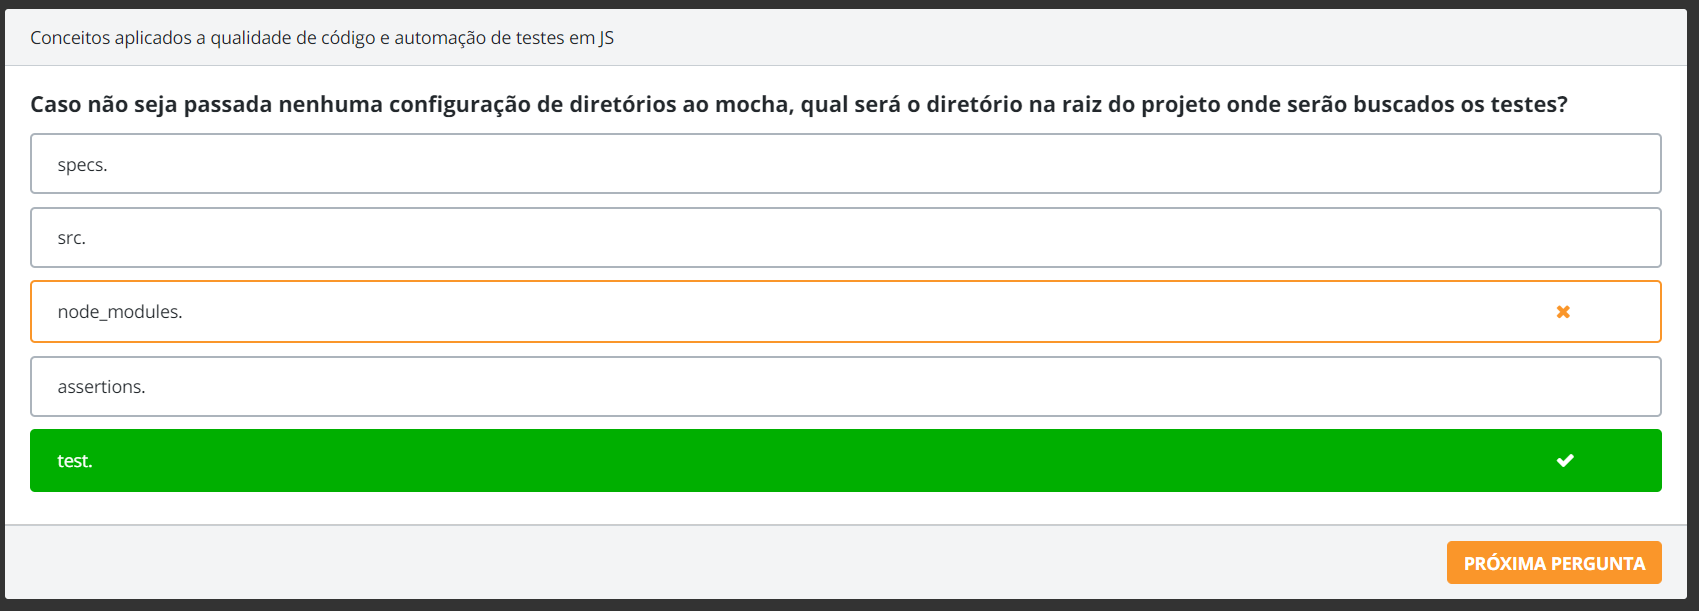 Conceitos aplicados a qualidade de código e automação de testes em JS
Caso não seja passada nenhuma configuração de diretórios ao mocha, qual será o diretório na raiz do projeto onde serão buscados os testes?
specs.
src.
node_modules.
assertions.
test.
PRÓXIMA PERGUNTA